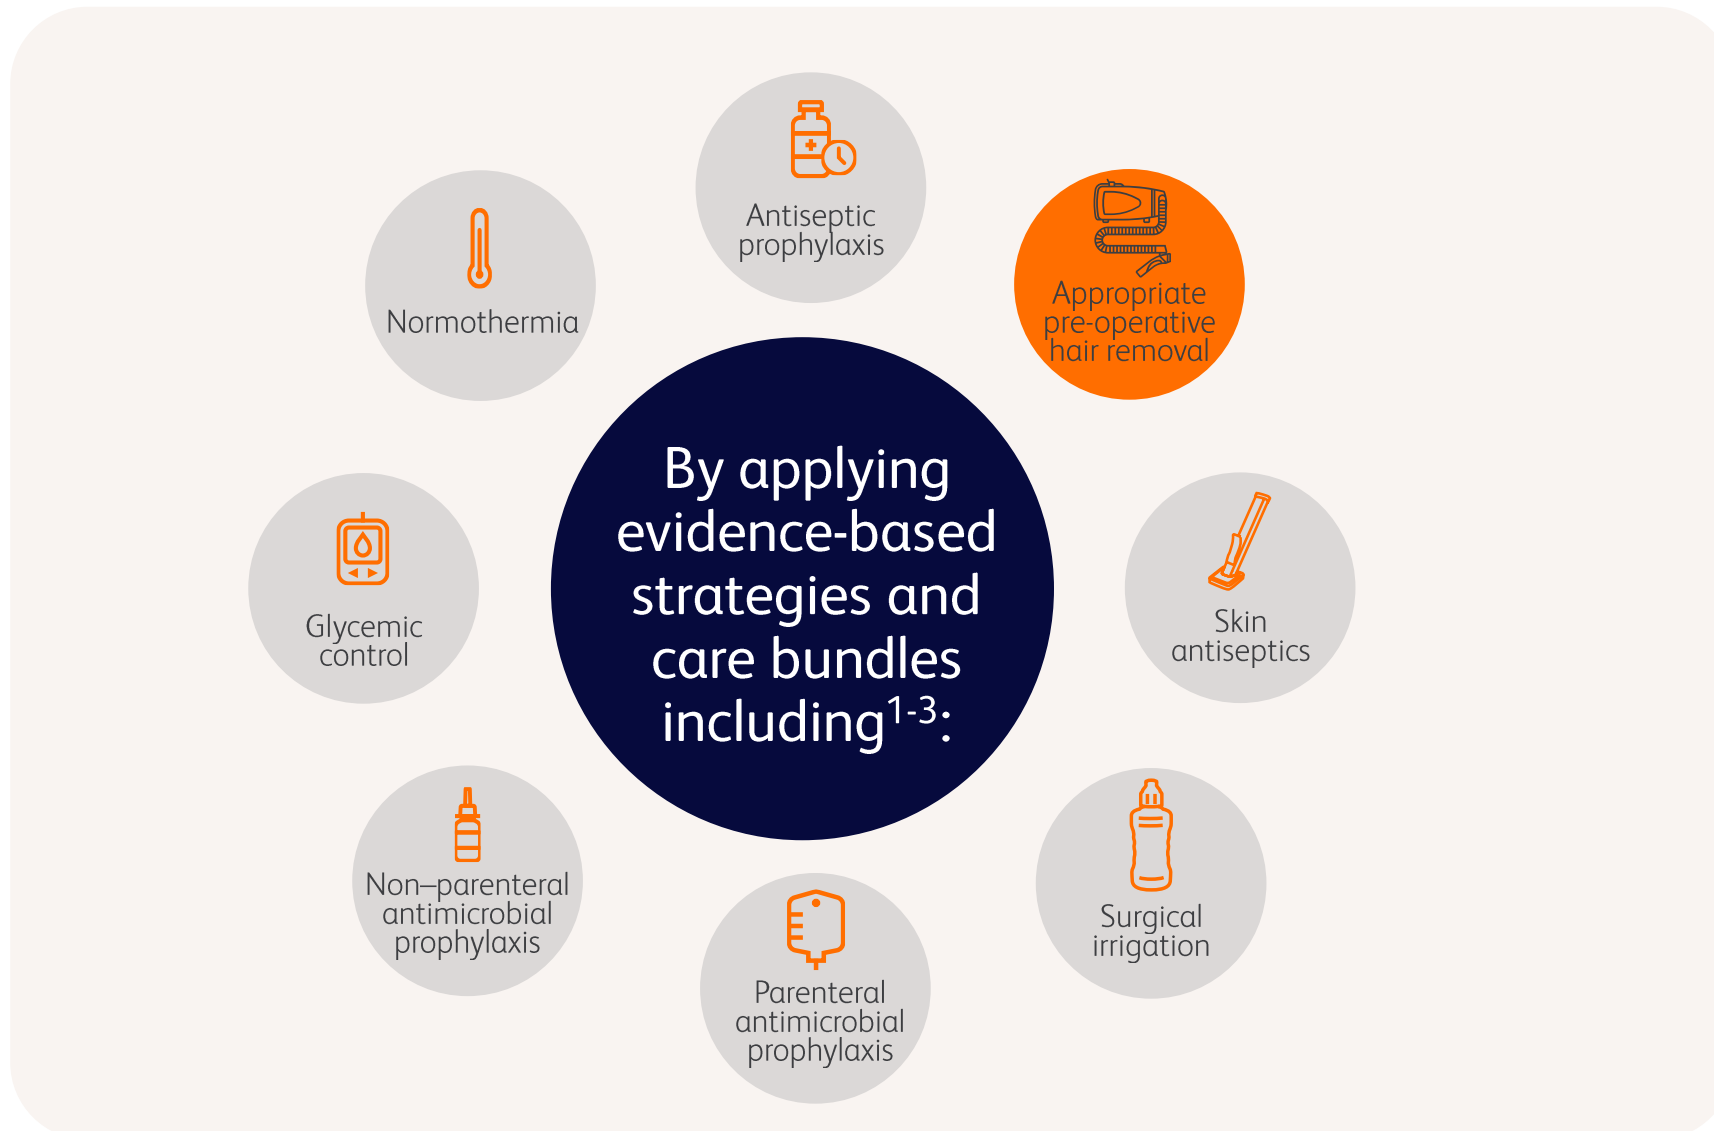 Antiseptic
prophylaxis
Appropriate
pre-operative
hair removal
Normothermia
By applying
evidence-based
strategies and
care bundles
including¹⁻³:
Glycemic
control
Skin
antiseptics
Non–parenteral
antimicrobial
prophylaxis
Surgical
irrigation
Parenteral
antimicrobial
prophylaxis